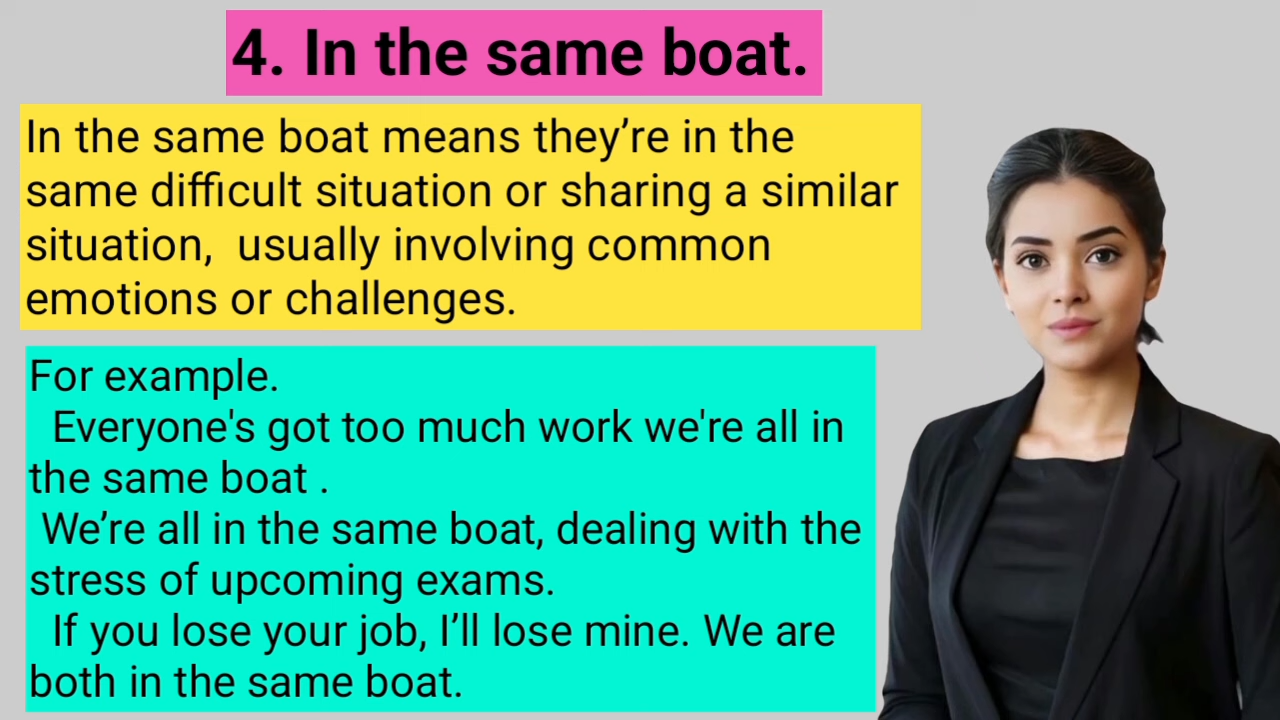 4. In the same boat.
In the same boat means they’re in the
same difficult situation or sharing a similar
situation,  usually involving common
emotions or challenges.
For example.
Everyone's got too much work we're all in
the same boat .
We’re all in the same boat, dealing with the
stress of upcoming exams.
If you lose your job, I’ll lose mine. We are
both in the same boat.